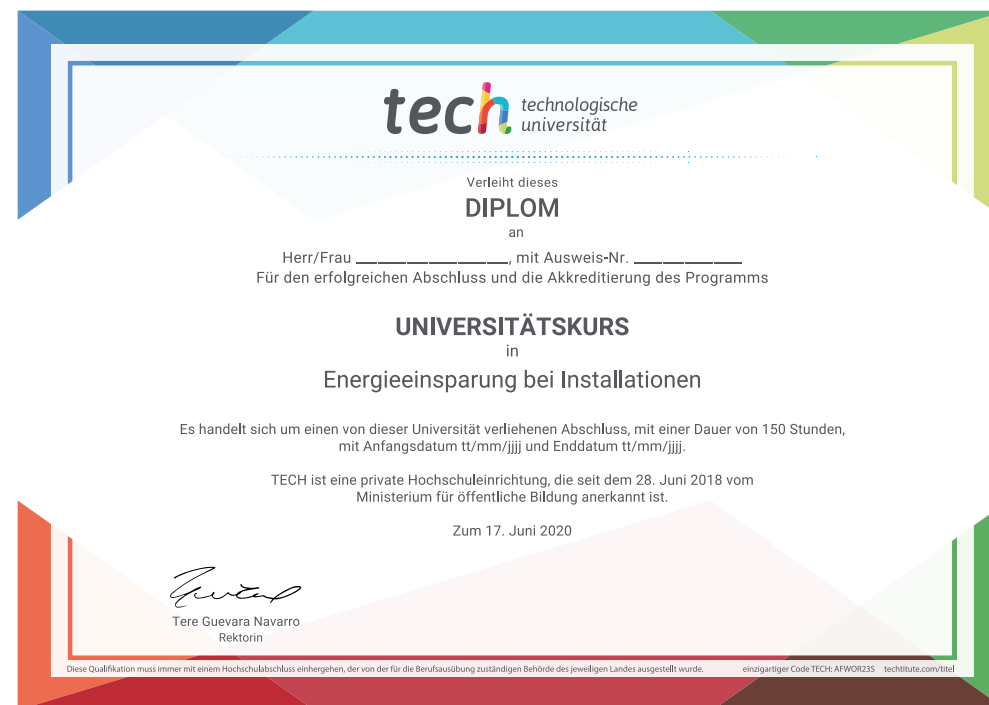 tech technologische
universität
Verleiht dieses
DIPLOM
an
Herr/Frau ____________________, mit Ausweis-Nr. ______________
Für den erfolgreichen Abschluss und die Akkreditierung des Programms
UNIVERSITÄTSKURS
in
Energieeinsparung bei Installationen
Es handelt sich um einen von dieser Universität verliehenen Abschluss, mit einer Dauer von 150 Stunden,
mit Anfangsdatum tt/mm/jjjj und Enddatum tt/mm/jjjj.
TECH ist eine private Hochschuleinrichtung, die seit dem 28. Juni 2018 vom
Ministerium für öffentliche Bildung anerkannt ist.
Zum 17. Juni 2020
Tere Guevara Navarro
Rektorin
Diese Qualifikation muss immer mit einem Hochschulabschluss einhergehen, der von der für die Berufsausübung zuständigen Behörde des jeweiligen Landes ausgestellt wurde. einzigartiger Code TECH: AFWOR23S techtitute.com/titel